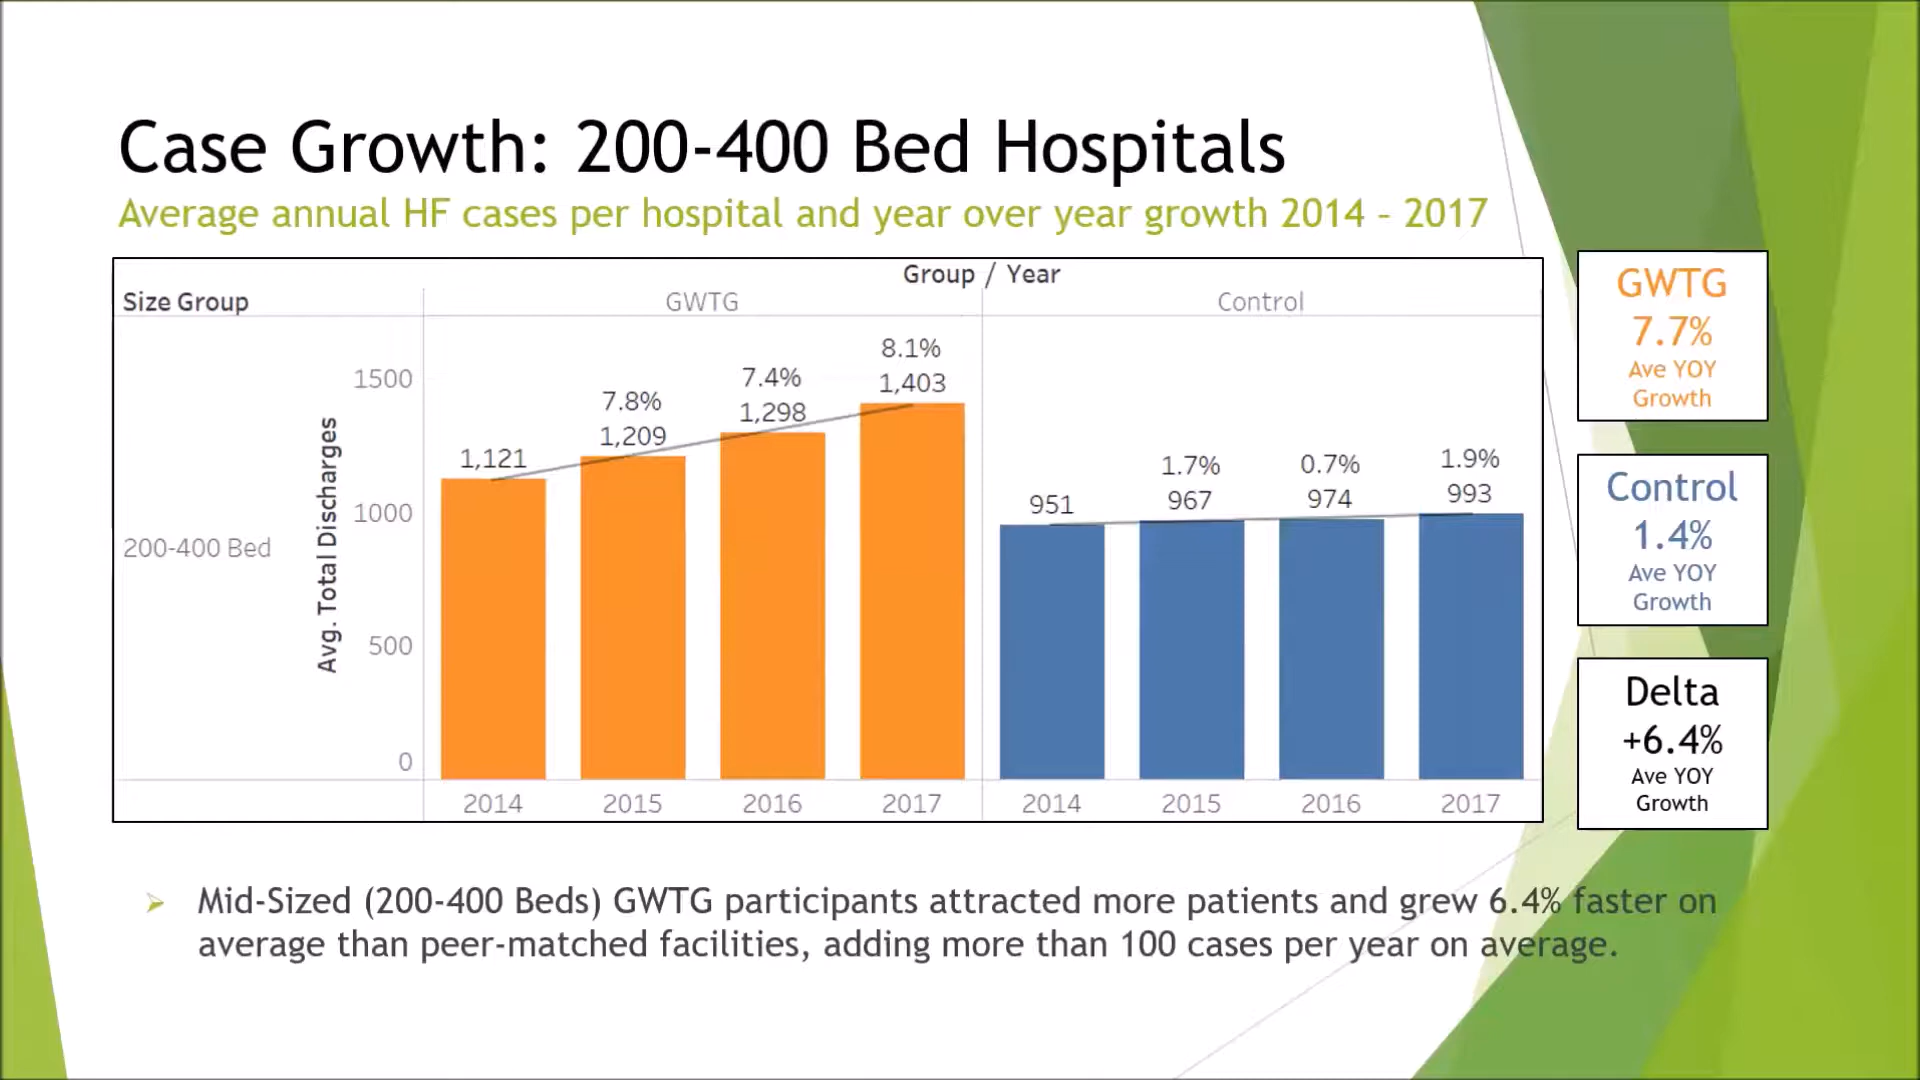 Case Growth: 200-400 Bed Hospitals
Average annual HF cases per hospital and year over year growth 2014 – 2017
Group / Year
Size Group
GWTG
Control
200-400 Bed
Avg. Total Discharges
1500
1000
500
0
1,121
7.8%
1,209
7.4%
1,298
8.1%
1,403
951
1.7%
967
0.7%
974
1.9%
993
2014
2015
2016
2017
2014
2015
2016
2017
GWTG
7.7%
Ave YOY
Growth
Control
1.4%
Ave YOY
Growth
Delta
+6.4%
Ave YOY
Growth
Mid-Sized (200-400 Beds) GWTG participants attracted more patients and grew 6.4% faster on
average than peer-matched facilities, adding more than 100 cases per year on average.